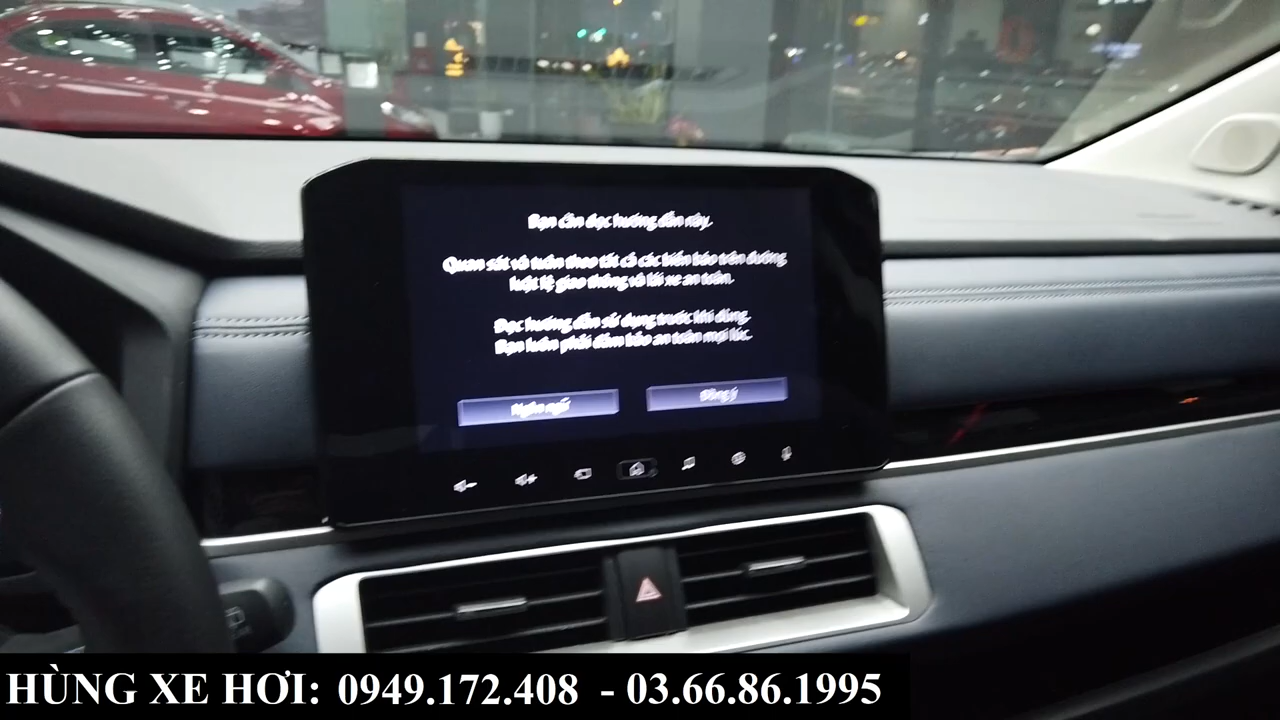 Bạn cần đọc hướng dẫn này.
Quan sát và tuân theo tất cả các biển báo trên đường
luật lệ giao thông và lái xe an toàn.
Đọc hướng dẫn sử dụng trước khi dùng.
Bạn luôn phải đảm bảo an toàn mọi lúc.
Ngôn ngữ
Đồng ý
HÙNG XE HƠI: 0949.172.408 - 03.66.86.1995